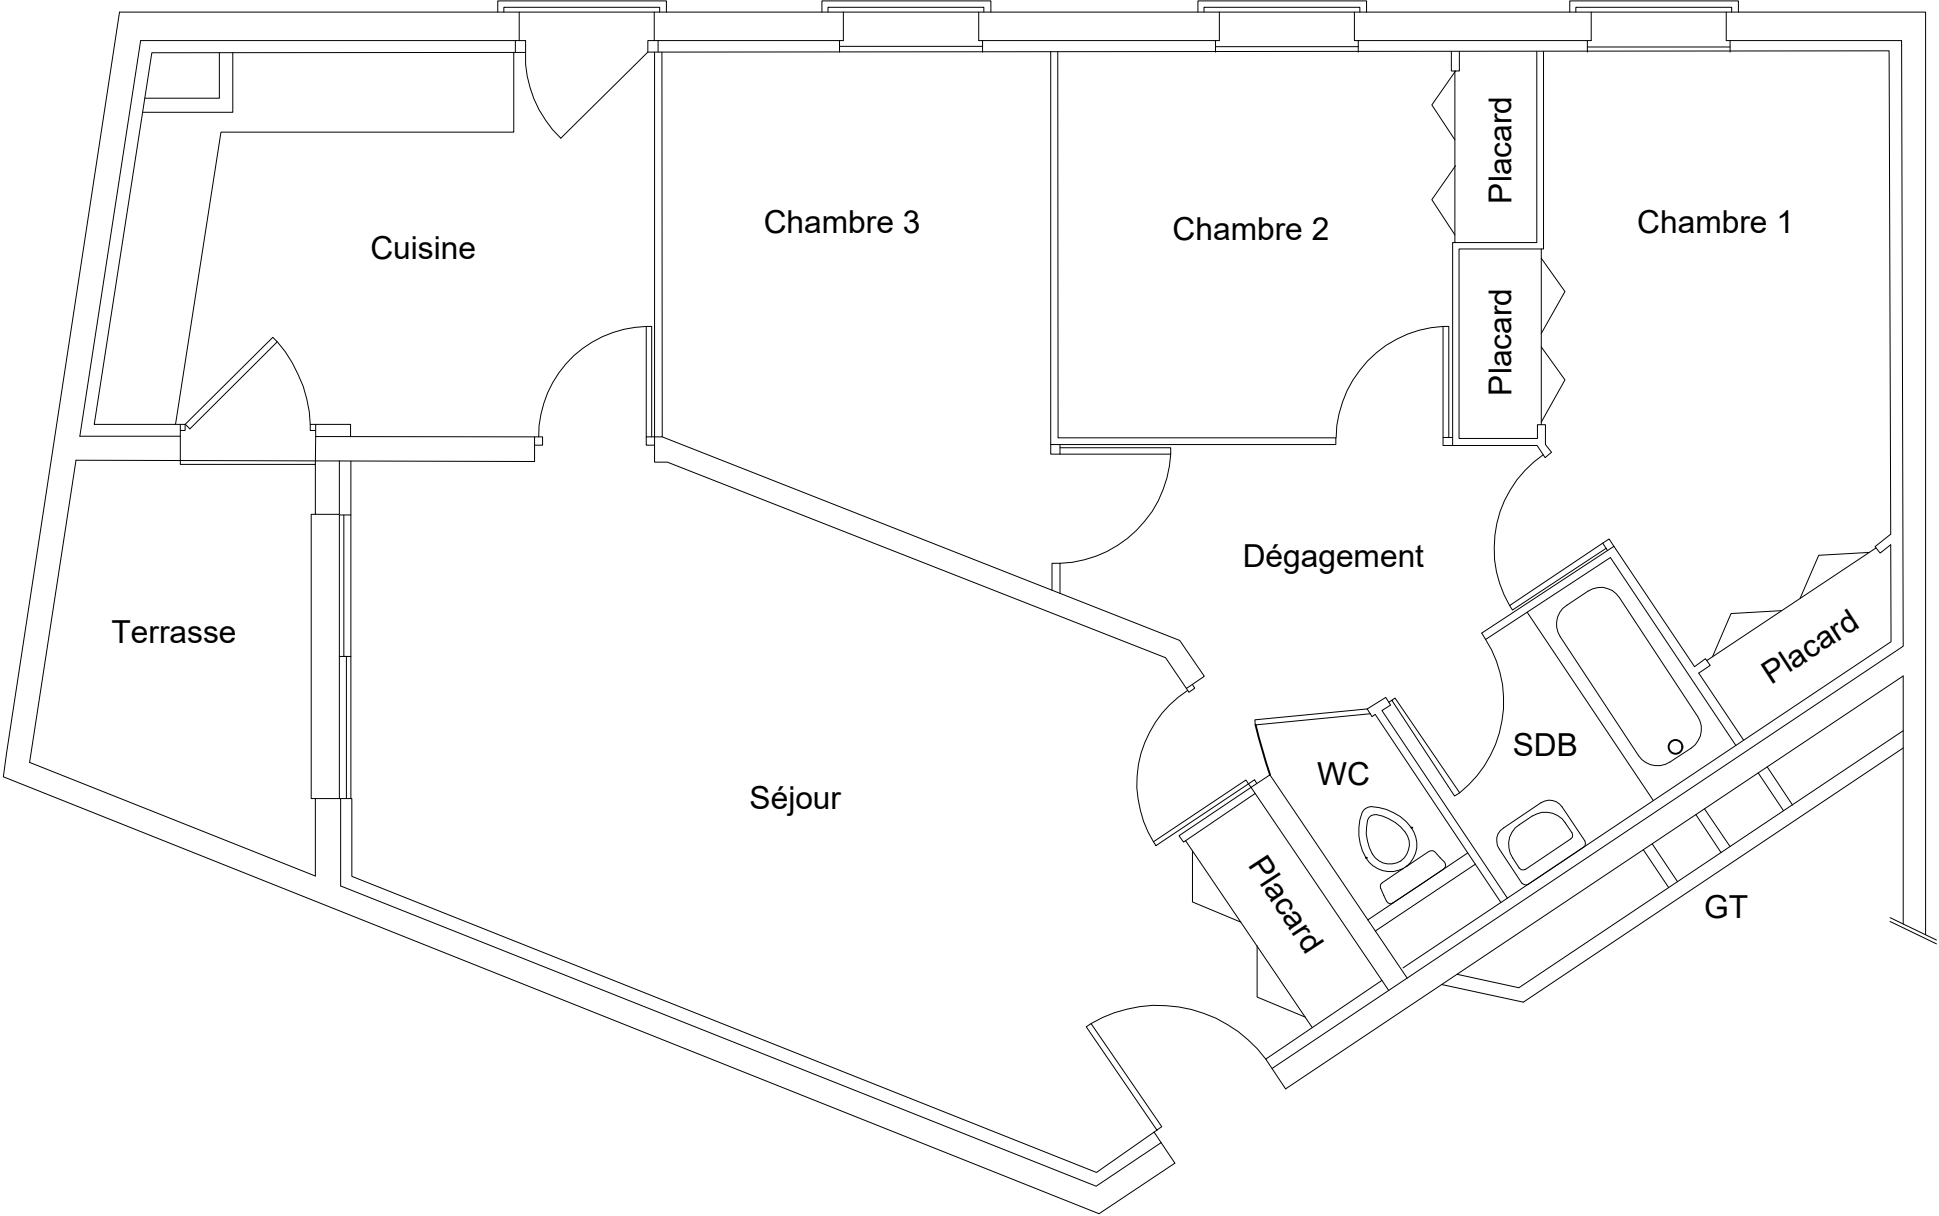 Placard
Chambre 3
Chambre 2
Chambre 1
Cuisine
Placard
Dégagement
Terrasse
Placard
SDB
WC
Séjour
Placard
GT